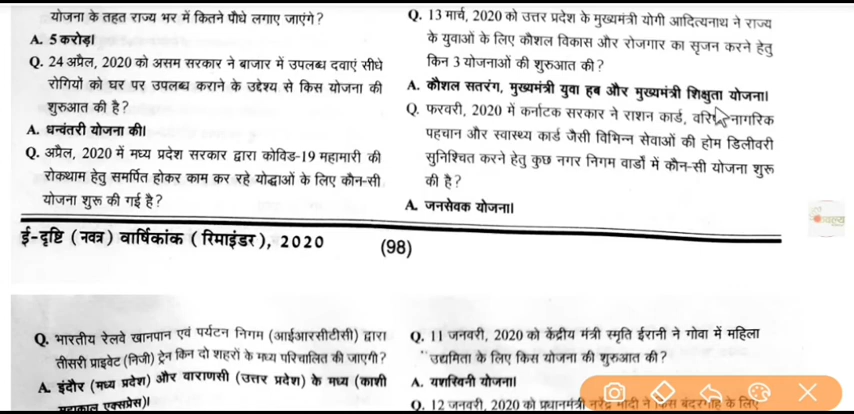 योजना के तहत राज्य भर में कितने पौधे लगाए जाएंगे?
A. 5 करोड़।
Q. 24 अप्रैल, 2020 को असम सरकार ने बाजार में उपलब्ध दवाएं सीधे
रोगियों को घर पर उपलब्ध कराने के उद्देश्य से किस योजना की
शुरुआत की है?
A. धन्वंतरी योजना की।
Q. अप्रैल, 2020 में मध्य प्रदेश सरकार द्वारा कोविड-19 महामारी की
रोकथाम हेतु समर्पित होकर काम कर रहे योद्धाओं के लिए कौन-सी
योजना शुरू की गई है?
Q. 13 मार्च, 2020 को उत्तर प्रदेश के मुख्यमंत्री योगी आदित्यनाथ ने राज्य
के युवाओं के लिए कौशल विकास और रोजगार का सृजन करने हेतु
किन 3 योजनाओं की शुरुआत की?
A. कौशल सतरंग, मुख्यमंत्री युवा हब और मुख्यमंत्री शिक्षुता योजना।
Q. फरवरी, 2020 में कर्नाटक सरकार ने राशन कार्ड, नागरिक
पहचान और स्वास्थ्य कार्ड जैसी विभिन्न सेवाओं की होम डिलीवरी
सुनिश्चित करने हेतु कुछ नगर निगम वार्डों में कौन-सी योजना शुरू
की है?
A. जनसेवक योजना।
ई-दृष्टि (नवत्र) वार्षिकांक (रिमाइंडर), 2020
(98)
Q. भारतीय रेलवे खानपान एवं पर्यटन निगम (आईआरसीटीसी) द्वारा
तीसरी प्राइवेट (निजी) ट्रेन किन दो शहरों के मध्य परिचालित की जाएगी?
A. इंदौर (मध्य प्रदेश) और वाराणसी (उत्तर प्रदेश) के मध्य (काशी
महाकाल एक्सप्रेस)।
Q. 11 जनवरी, 2020 को केंद्रीय मंत्री स्मृति ईरानी ने गोवा में महिला
उद्यमिता के लिए किस योजना की शुरुआत की?
A. यशस्विनी योजना।
Q. 12 जनवरी, 2020 को प्रधानमंत्री नरेंद्र मोदी ने किस बंदरगाह के लिए